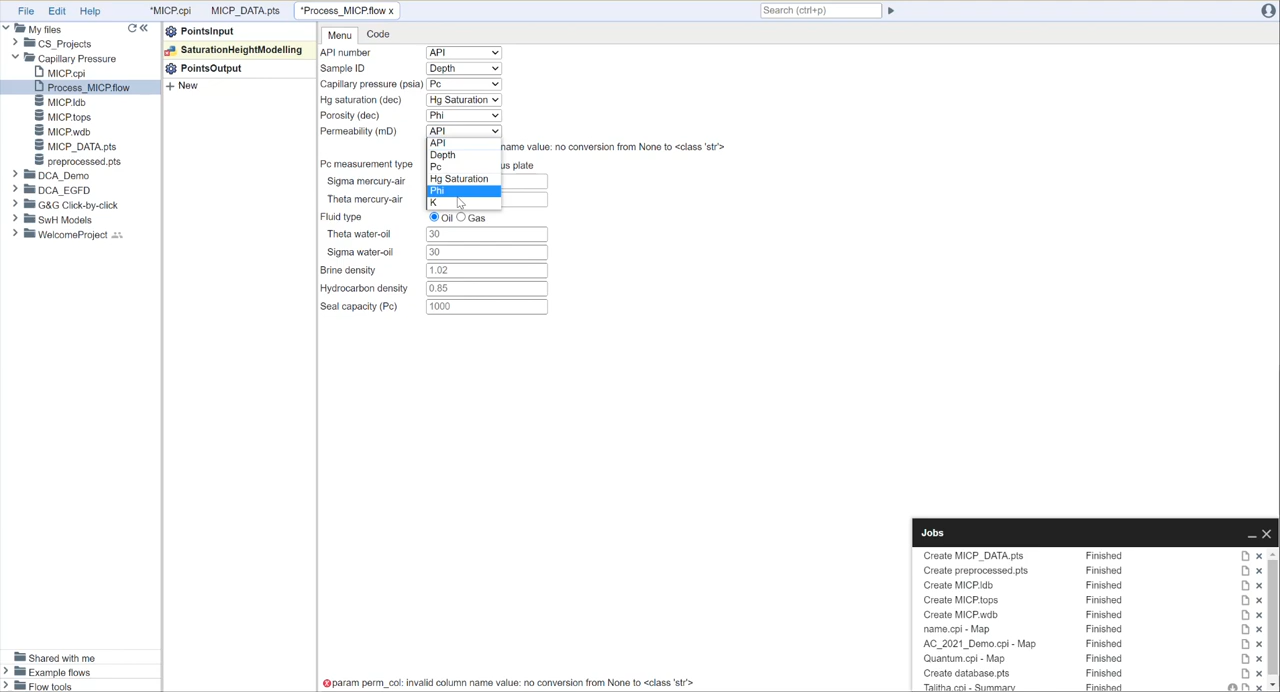 File Edit Help *MICP.cpi MICP_DATA.pts *Process_MICP.flow x Search (ctrl+p)
My files
CS_Projects
Capillary Pressure
MICP.cpi
Process_MICP.flow
MICP.ldb
MICP.tops
MICP.wdb
MICP_DATA.pts
preprocessed.pts
DCA_Demo
DCA_EGFD
G&G Click-by-click
SwH Models
WelcomeProject
Shared with me
Example flows
Flow tools
PointsInput
SaturationHeightModelling
PointsOutput
+ New
Menu Code
API number API
Sample ID Depth
Capillary pressure (psia) Pc
Hg saturation (dec) Hg Saturation
Porosity (dec) Phi
Permeability (mD) API
API
Depth
Pc
Hg Saturation
Phi
K
name value: no conversion from None to <class 'str'>
Pc measurement type us plate
Sigma mercury-air
Theta mercury-air
Fluid type Oil Gas
Theta water-oil 30
Sigma water-oil 30
Brine density 1.02
Hydrocarbon density 0.85
Seal capacity (Pc) 1000
param perm_col: invalid column name value: no conversion from None to <class 'str'>
Jobs
Create MICP_DATA.pts Finished
Create preprocessed.pts Finished
Create MICP.ldb Finished
Create MICP.tops Finished
Create MICP.wdb Finished
name.cpi - Map Finished
AC_2021_Demo.cpi - Map Finished
Quantum.cpi - Map Finished
Create database.pts Finished
Talitha.cpi - Summary Finished